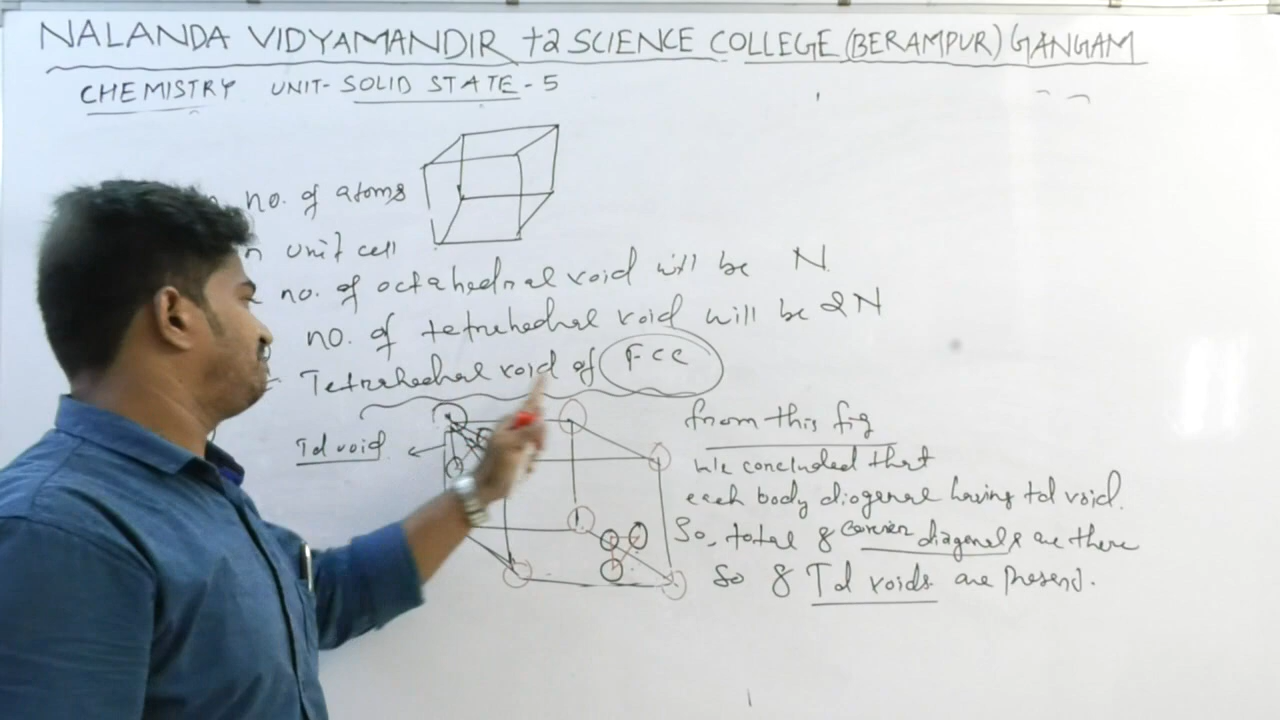 NALANDA VIDYAMANDIR +2 SCIENCE COLLEGE (BERAMPUR) GANGAM
CHEMISTRY UNIT- SOLID STATE - 5
no. of atoms
unit cell
no. of octahedral void will be N.
no. of tetrahedral void will be 2N
Tetrahedral void of FCC
Td void
from this fig
We concluded that
each body diogenal having td void.
So, total 8 corner diagonals are there
So 8 Td voids are present.